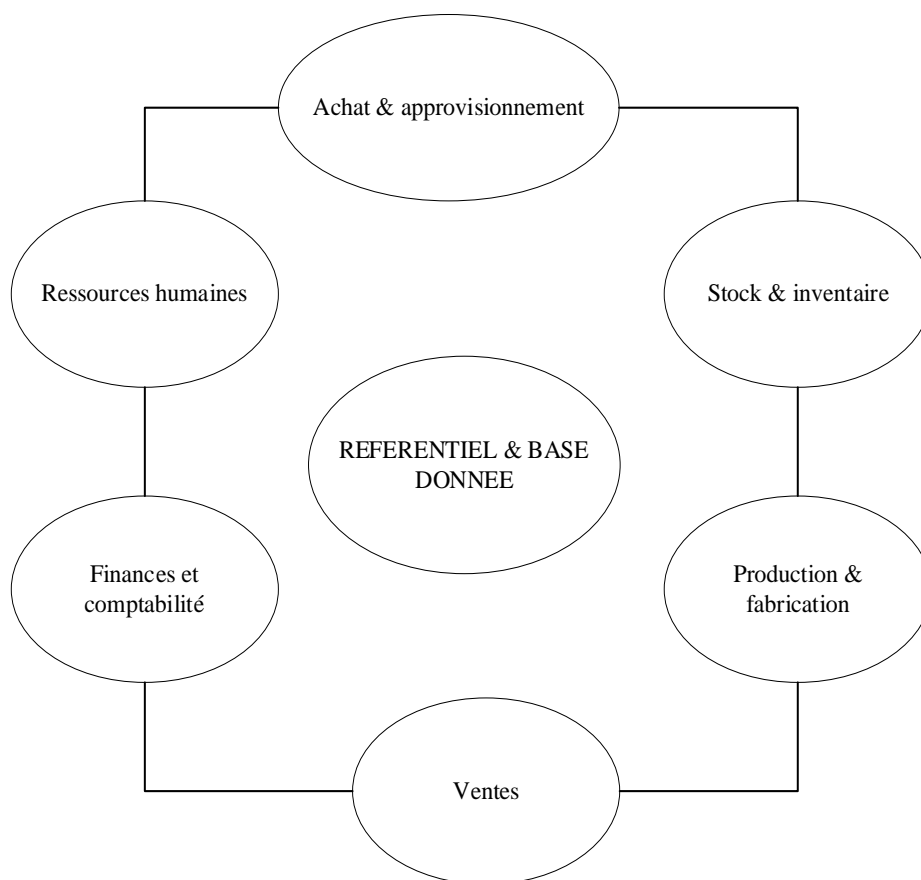 Achat & approvisionnement
Ressources humaines
Stock & inventaire
REFERENTIEL & BASE
DONNEE
Finances et
comptabilité
Production &
fabrication
Ventes